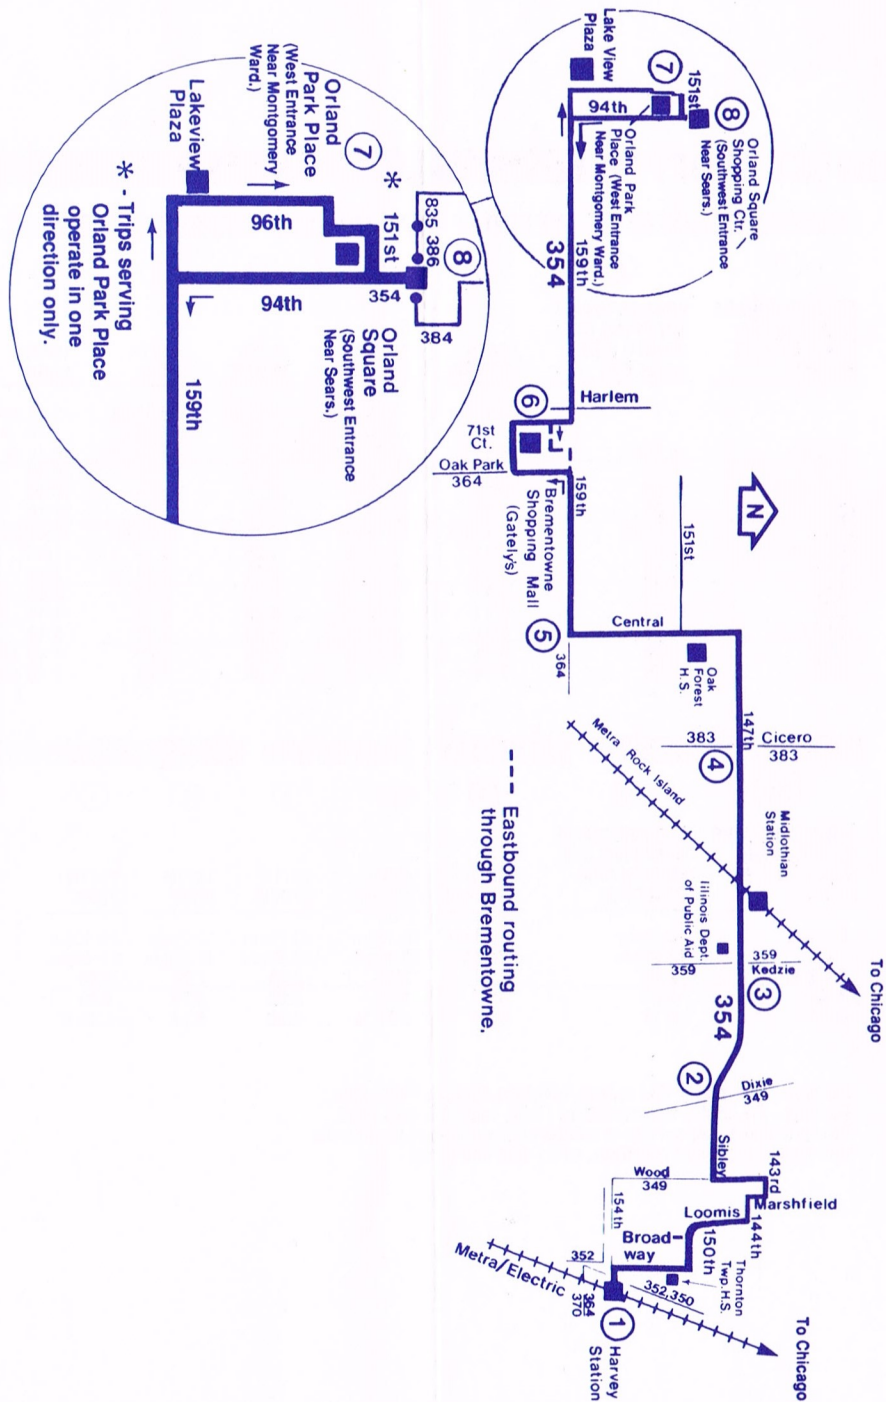 Lake View
Plaza
7
151st
8
Orland Square
Shopping Ctr.
(Southwest Entrance
Near Sears.)
94th
Orland Park
Place (West Entrance
Near Montgomery Ward.)
159th
354
Orland
Park Place
(West Entrance
Near Montgomery
Ward.)
7
*
Lakeview
Plaza
835 386
8
151st
96th
354
94th
384
Orland
Square
(Southwest Entrance
Near Sears.)
159th
* - Trips serving
Orland Park Place
operate in one
direction only.
6
Harlem
71st
Ct.
Oak Park
364
159th
Brementowne
Shopping Mall
(Gately's)
N
151st
Central
5
364
Oak
Forest
H.S.
147th
383
Cicero
383
4
Metra Rock Island
Midlothian
Station
Illinois Dept.
of Public Aid
359
359
Kedzie
3
To Chicago
354
--- Eastbound routing
through Brementowne.
2
Dixie
349
Sibley
143rd
Wood
349
Marshfield
154th
Loomis
144th
150th
Broad-
way
Thornton
Twp. H.S.
352
352,350
Metra/Electric
364
370
1
Harvey
Station
To Chicago